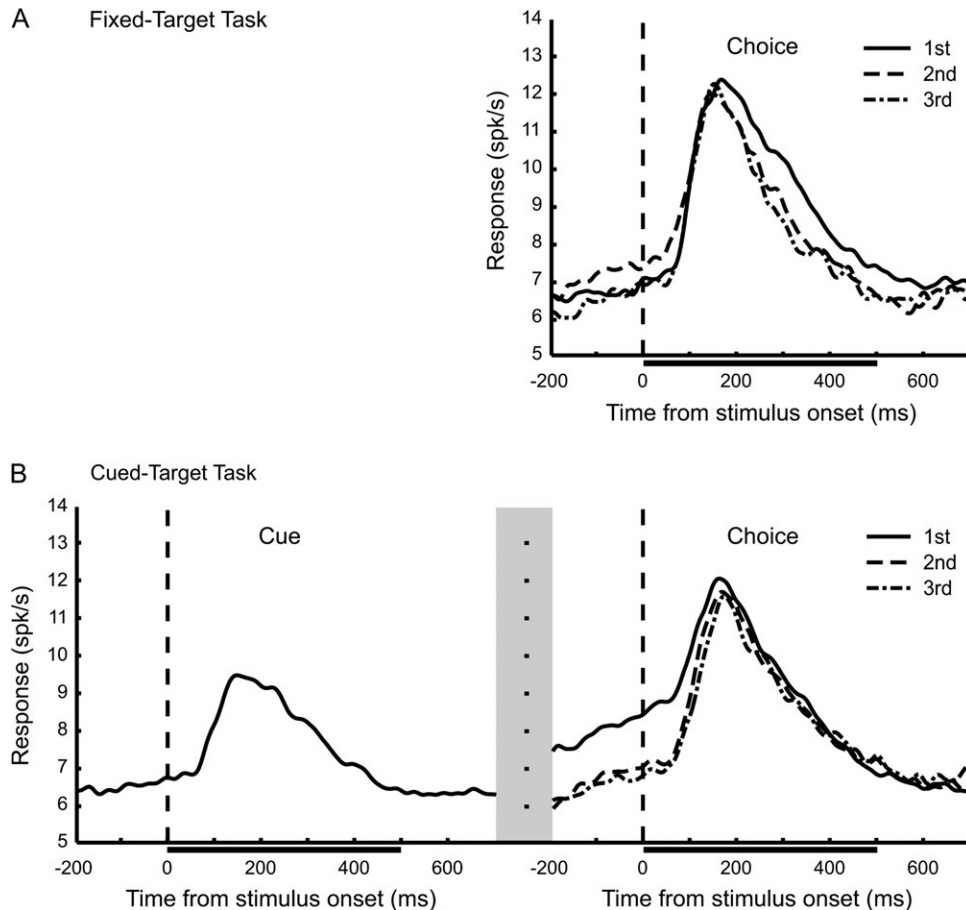 A Fixed-Target Task
Choice
1st
2nd
3rd
Response (spk/s)
14
13
12
11
10
9
8
7
6
5
-200 0 200 400 600
Time from stimulus onset (ms)
B Cued-Target Task
Cue
Response (spk/s)
14
13
12
11
10
9
8
7
6
5
-200 0 200 400 600
Time from stimulus onset (ms)
Choice
1st
2nd
3rd
-200 0 200 400 600
Time from stimulus onset (ms)